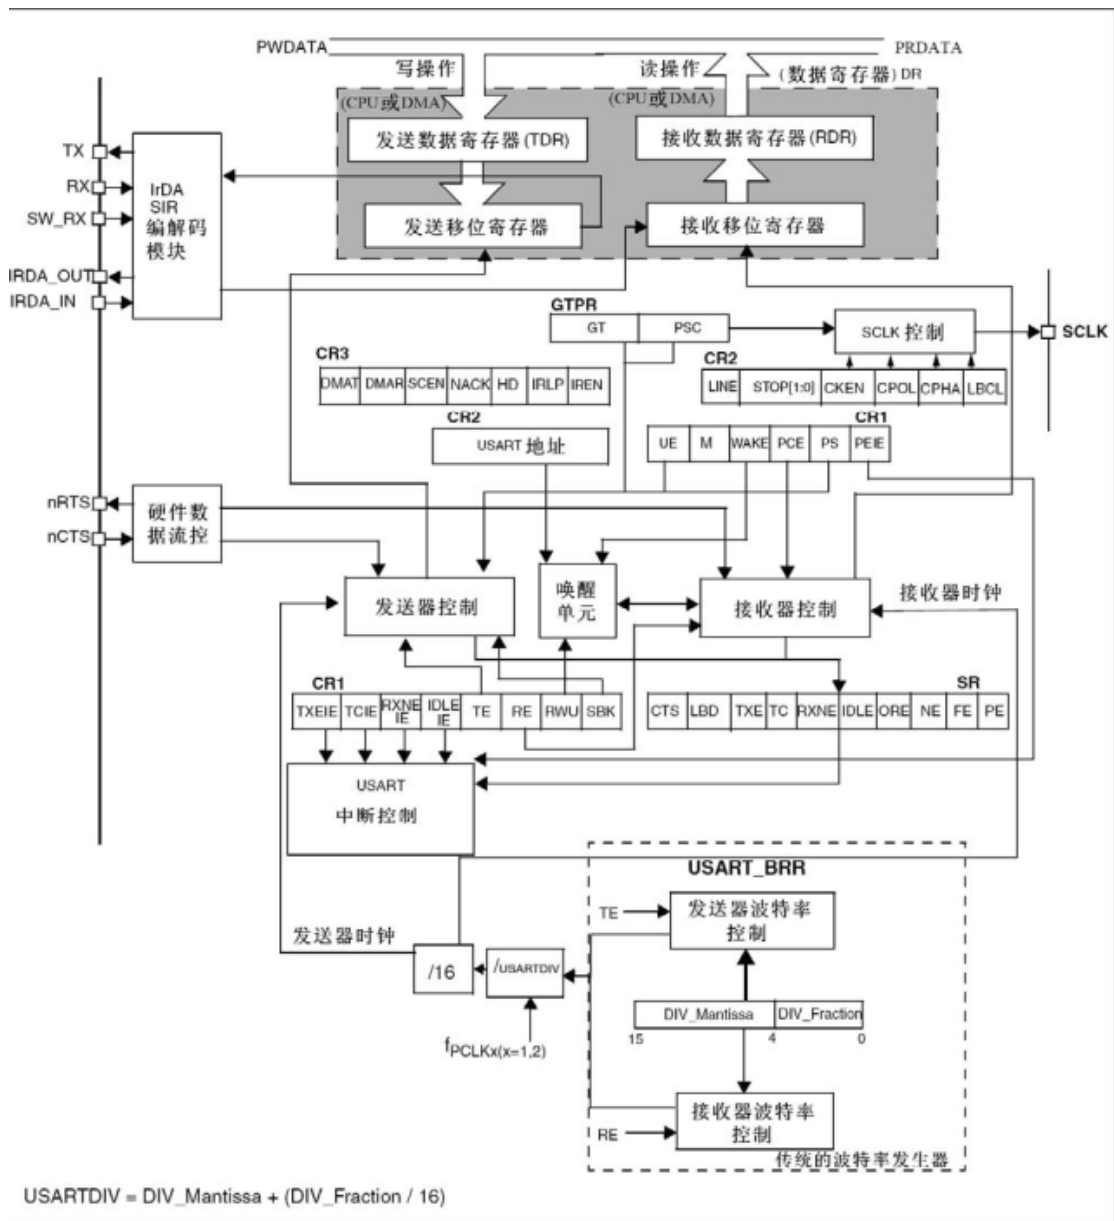 PWDATA
PRDATA
写操作
读操作
(数据寄存器) DR
(CPU或DMA)
(CPU或DMA)
发送数据寄存器(TDR)
接收数据寄存器(RDR)
TX
RX
SW_RX
IRDA_OUT
IRDA_IN
IrDA
SIR
编解码
模块
发送移位寄存器
接收移位寄存器
GTPR
GT
PSC
SCLK 控制
SCLK
CR3
DMAT
DMAR
SCEN
NACK
HD
IRLP
IREN
CR2
LINE
STOP[1:0]
CKEN
CPOL
CPHA
LBCL
CR2
USART 地址
CR1
UE
M
WAKE
PCE
PS
PEIE
nRTS
nCTS
硬件数
据流控
发送器控制
唤醒
单元
接收器控制
接收器时钟
CR1
TXEIE
TCIE
RXNE
IE
IDLE
IE
TE
RE
RWU
SBK
SR
CTS
LBD
TXE
TC
RXNE
IDLE
ORE
NE
FE
PE
USART
中断控制
USART_BRR
TE
发送器波特率
控制
发送器时钟
/16
/USARTDIV
fPCLKx(x=1,2)
DIV_Mantissa
DIV_Fraction
15
4
0
RE
接收器波特率
控制
传统的波特率发生器
USARTDIV = DIV_Mantissa + (DIV_Fraction / 16)